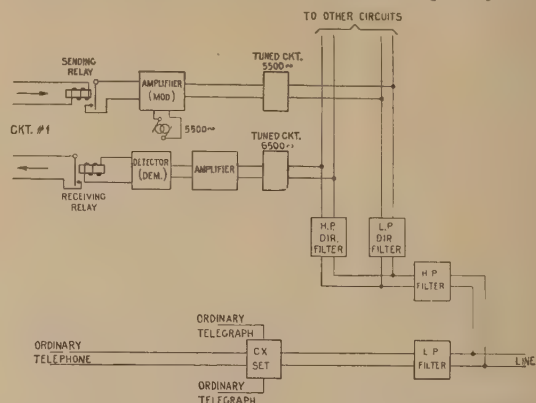 TO OTHER CIRCUITS
SENDING
RELAY
AMPLIFIER
(MOD)
TUNED CKT.
5500~
5500~
CKT. #1
RECEIVING
RELAY
DETECTOR
(DEM.)
AMPLIFIER
TUNED CKT.
6500~
H.P.
DIR.
FILTER
L.P
DIR
FILTER
H.P
FILTER
ORDINARY
TELEGRAPH
ORDINARY
TELEPHONE
CX
SET
L P
FILTER
LINE
ORDINARY
TELEGRAPH